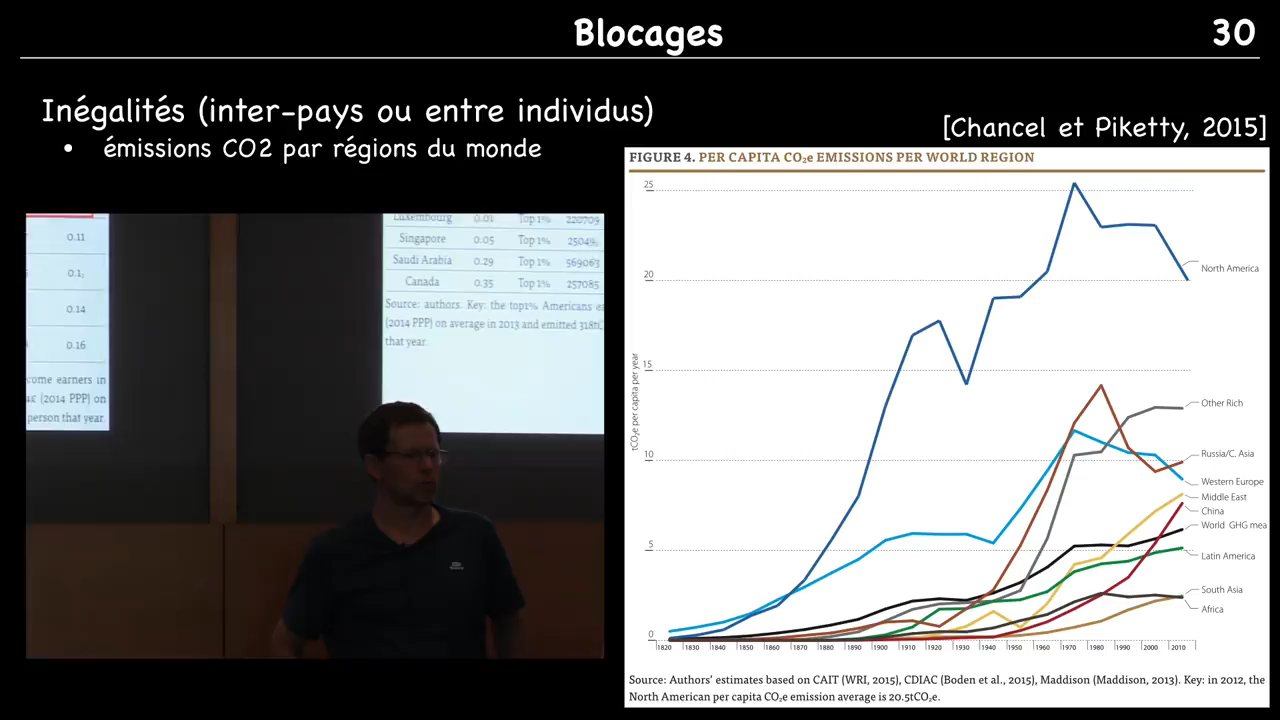 Blocages
30
Inégalités (inter-pays ou entre individus)
• émissions CO2 par régions du monde
[Chancel et Piketty, 2015]
FIGURE 4. PER CAPITA CO₂e EMISSIONS PER WORLD REGION
25
20
15
10
5
0
tCO₂e per capita per year
North America
Other Rich
Russia/C. Asia
Western Europe
Middle East
China
World GHG mea
Latin America
South Asia
Africa
1820 1830 1840 1850 1860 1870 1880 1890 1900 1910 1920 1930 1940 1950 1960 1970 1980 1990 2000 2010
Source: Authors' estimates based on CAIT (WRI, 2015), CDIAC (Boden et al., 2015), Maddison (Maddison, 2013). Key: in 2012, the
North American per capita CO₂e emission average is 20.5tCO₂e.
0.11
0.1
0.14
0.16
come earners in
4€ (2014 PPP) on
person that year.
Luxembourg 0.01 Top 1% 220709
Singapore 0.05 Top 1%
Saudi Arabia 0.29 Top 1% 569063
Canada 0.35 Top 1% 257085
Source: authors. Key: the top1% Americans ea
(2014 PPP) on average in 2013 and emitted 318t
that year.